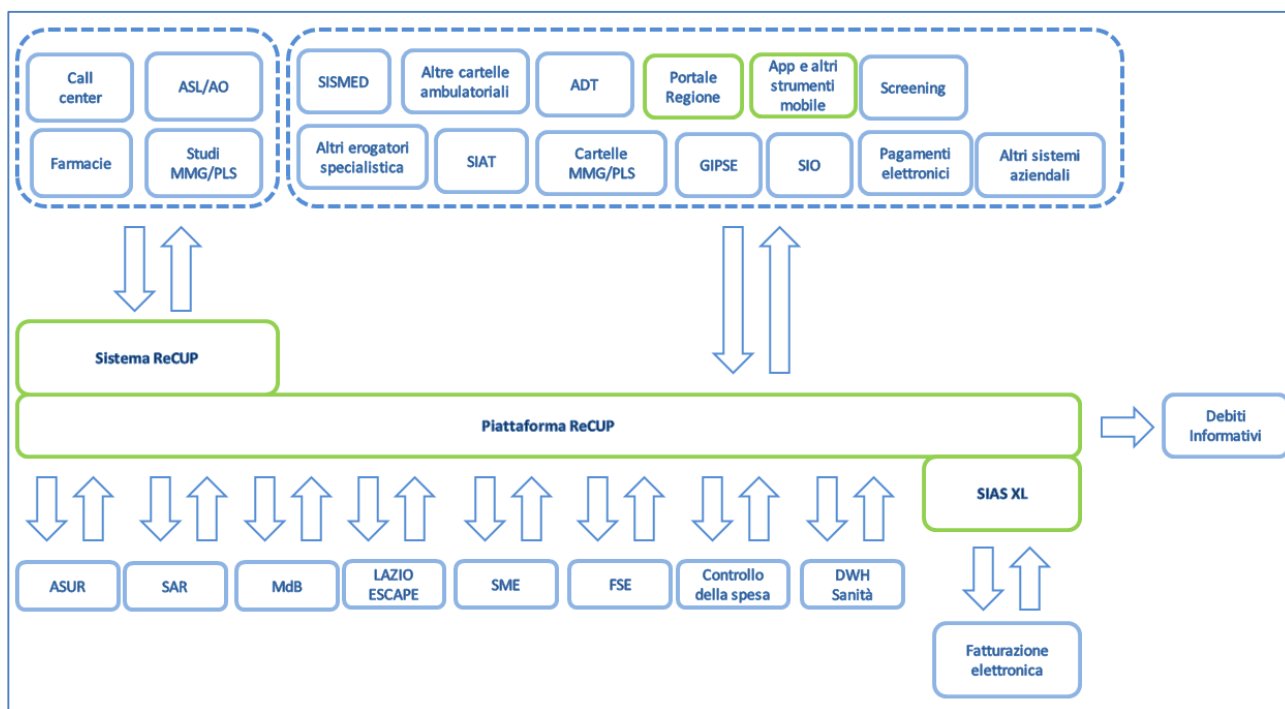 Call
center
ASL/AO
Farmacie
Studi
MMG/PLS
SISMED
Altre cartelle
ambulatoriali
ADT
Portale
Regione
App e altri
strumenti
mobile
Screening
Altri erogatori
specialistica
SIAT
Cartelle
MMG/PLS
GIPSE
SIO
Pagamenti
elettronici
Altri sistemi
aziendali
Sistema ReCUP
Piattaforma ReCUP
Debiti
Informativi
SIAS XL
ASUR
SAR
MdB
LAZIO
ESCAPE
SME
FSE
Controllo
della spesa
DWH
Sanità
Fatturazione
elettronica